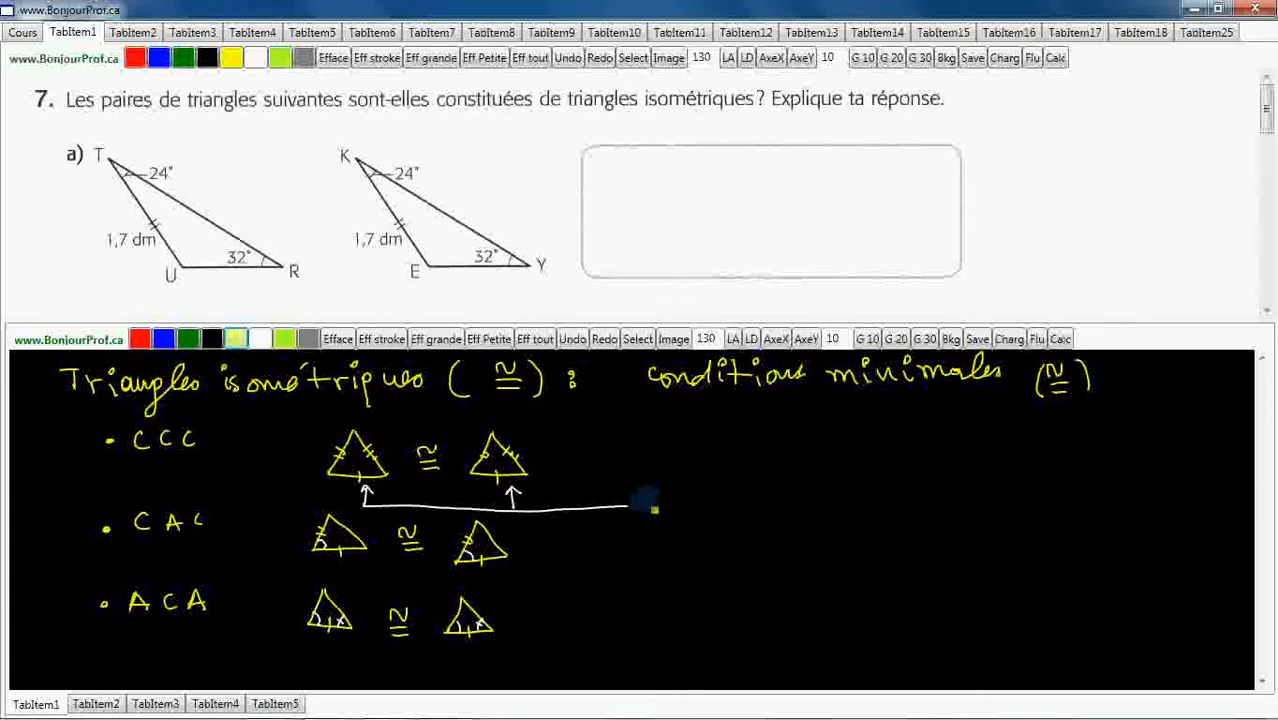 www.BonjourProf.ca
Cours TabItem1 TabItem2 TabItem3 TabItem4 TabItem5 TabItem6 TabItem7 TabItem8 TabItem9 TabItem10 TabItem11 TabItem12 TabItem13 TabItem14 TabItem15 TabItem16 TabItem17 TabItem18 TabItem25
www.BonjourProf.ca Efface Eff stroke Eff grande Eff Petite Eff tout Undo Redo Select Image 130 LA LD AxeX AxeY 10 G 10 G 20 G 30 Bkg Save Charg Flu Calc
7. Les paires de triangles suivantes sont-elles constituées de triangles isométriques? Explique ta réponse.
a) T 24° 1,7 dm 32° U R K 24° 1,7 dm 32° E Y
www.BonjourProf.ca Efface Eff stroke Eff grande Eff Petite Eff tout Undo Redo Select Image 130 LA LD AxeX AxeY 10 G 10 G 20 G 30 Bkg Save Charg Flu Calc
Triangles isométriques (≅) : conditions minimales (≅)
• C C C ≅
• C A C ≅
• A C A ≅
TabItem1 TabItem2 TabItem3 TabItem4 TabItem5